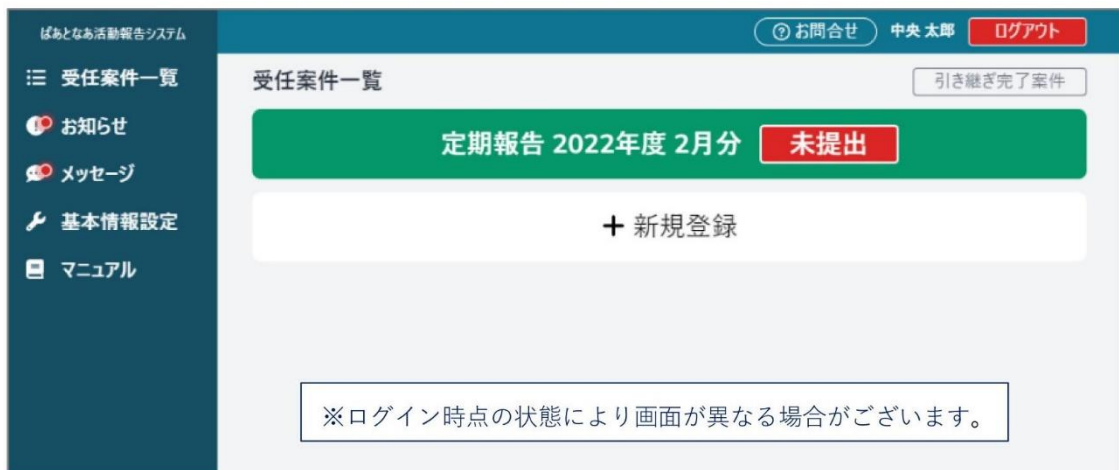 ぱあとなあ活動報告システム
お問合せ 中央 太郎 ログアウト
受任案件一覧
お知らせ
メッセージ
基本情報設定
マニュアル
受任案件一覧 引き継ぎ完了案件
定期報告 2022年度 2月分 未提出
+ 新規登録
※ログイン時点の状態により画面が異なる場合がございます。